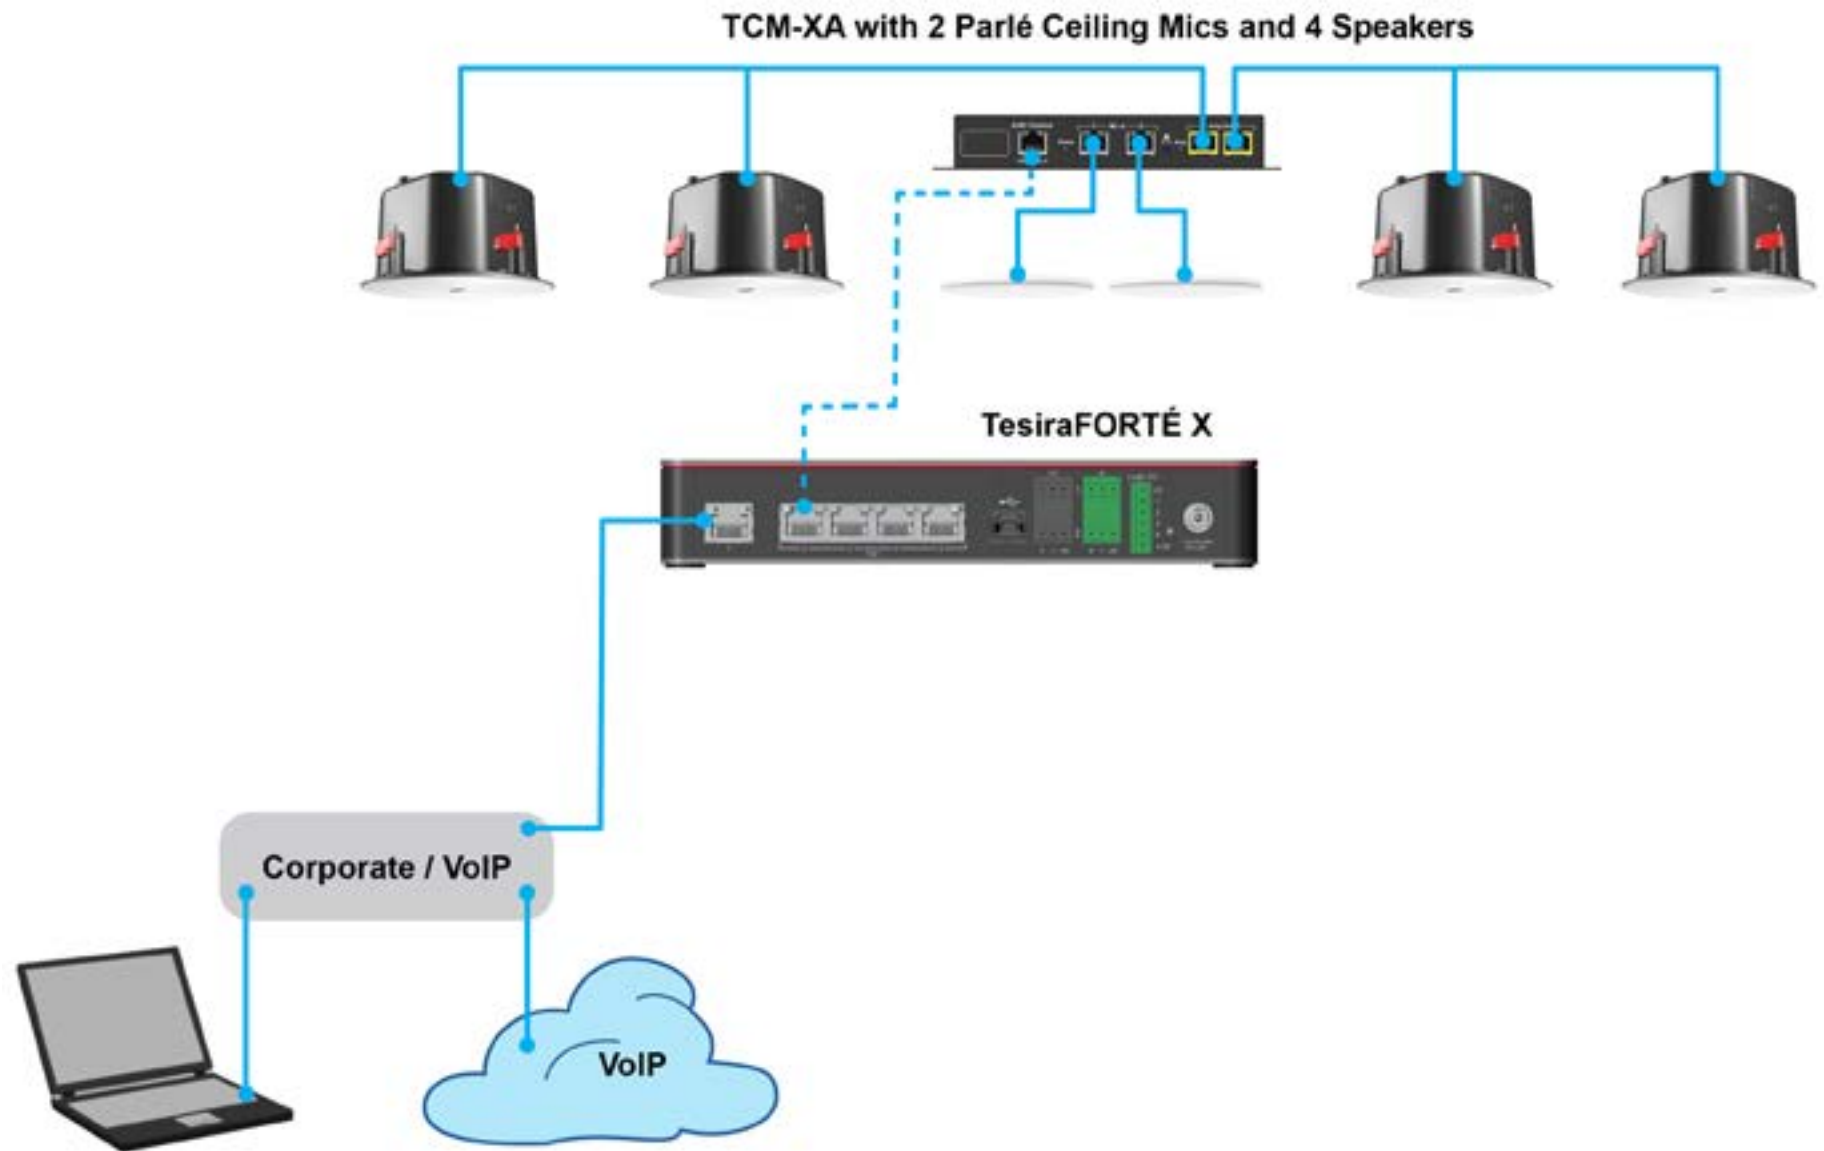 TCM-XA with 2 Parlé Ceiling Mics and 4 Speakers
TesiraFORTÉ X
Corporate / VoIP
VoIP